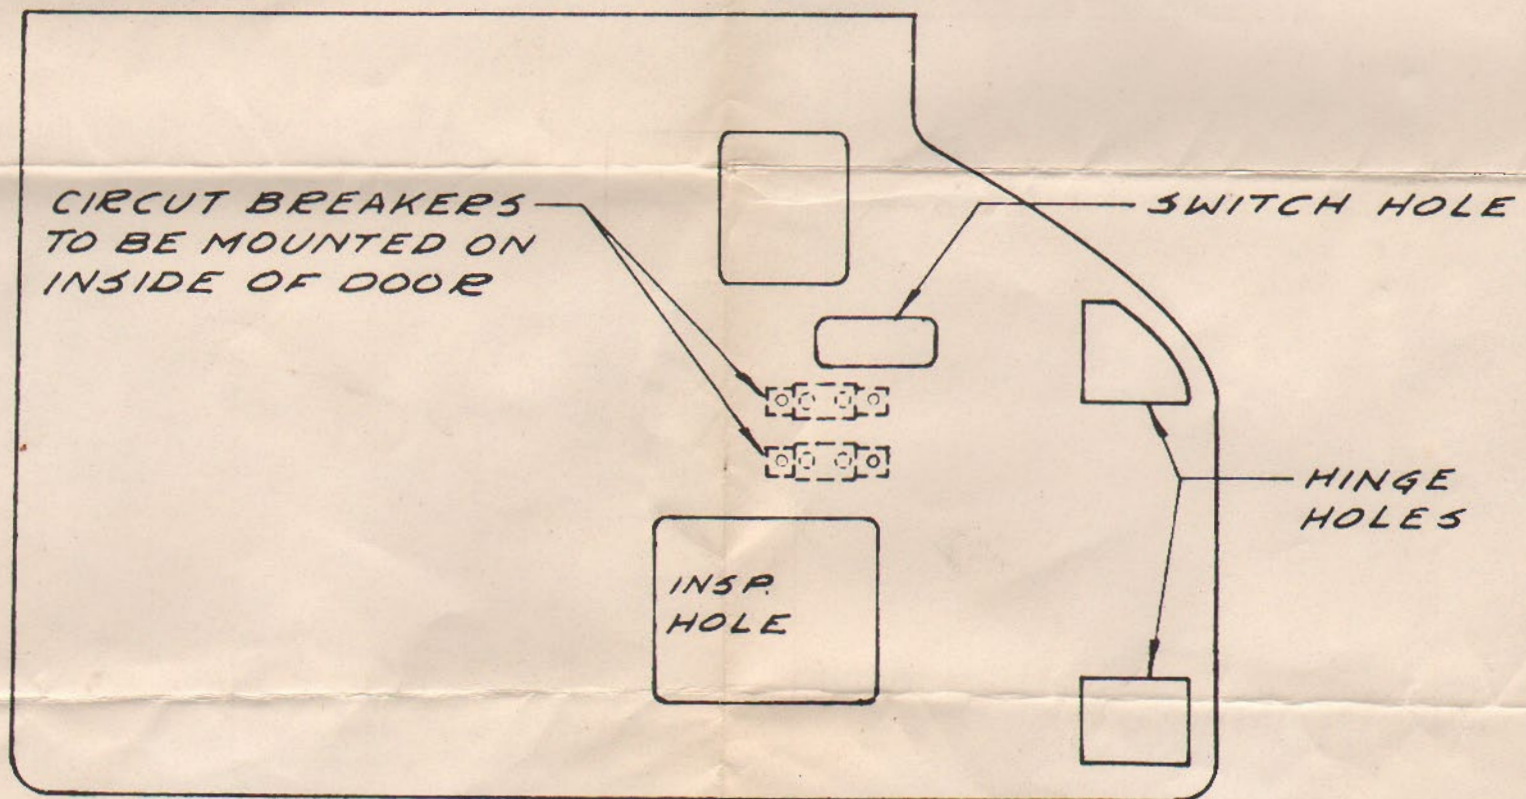 CIRCUT BREAKERS
TO BE MOUNTED ON
INSIDE OF DOOR
SWITCH HOLE
HINGE
HOLES
INSP.
HOLE